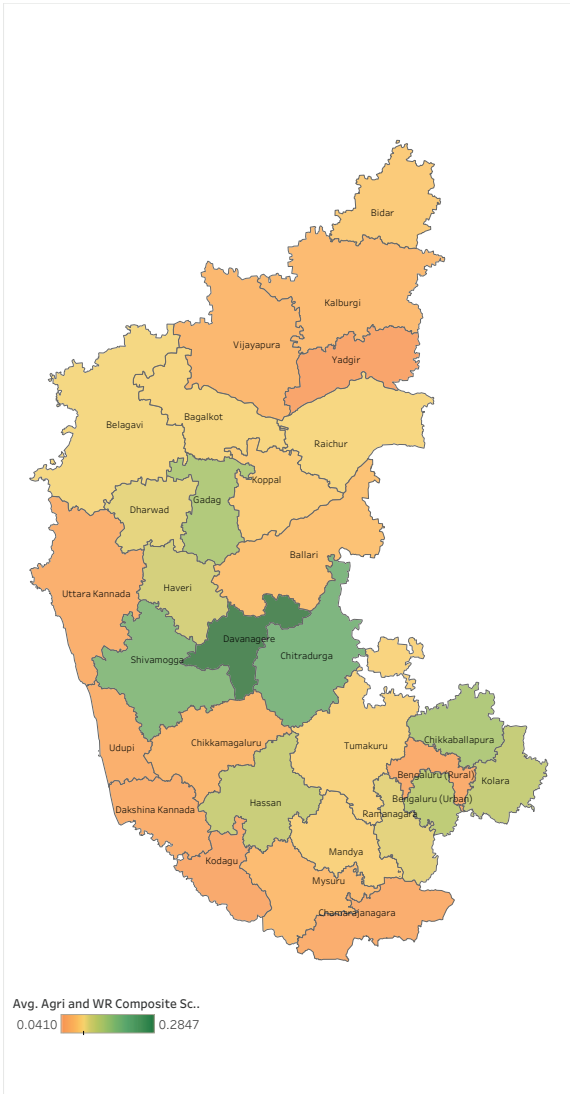 Bidar
Kalburgi
Vijayapura
Yadgir
Bagalkot
Belagavi
Raichur
Koppal
Gadag
Dharwad
Ballari
Haveri
Uttara Kannada
Davanagere
Chitradurga
Shivamogga
Chikkamagaluru
Tumakuru
Chikkaballapura
Udupi
Bengaluru (Rural)
Kolara
Bengaluru (Urban)
Hassan
Dakshina Kannada
Ramanagara
Mandya
Kodagu
Mysuru
Chamarajanagara
Avg. Agri and WR Composite Sc..
0.0410 0.2847